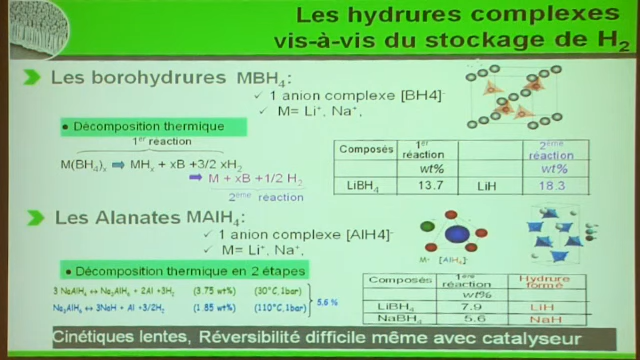 Les hydrures complexes
vis-à-vis du stockage de H₂
Les borohydrures MBH₄:
✓ 1 anion complexe [BH4]⁻
✓ M= Li⁺, Na⁺,
• Décomposition thermique
1er réaction
M(BH₄)ₓ ➡ MHₓ + xB +3/2 xH₂
➡ M + xB +1/2 H₂
2ème réaction
Composés 1er réaction 2ème réaction
wt% wt%
LiBH₄ 13.7 LiH 18.3
Les Alanates MAlH₄:
✓ 1 anion complexe [AlH4]⁻
✓ M= Li⁺, Na⁺,
M⁺ [AlH₄]⁻
• Décomposition thermique en 2 étapes
3 NaAlH₄ ↔ Na₃AlH₆ + 2Al +3H₂ (3.75 wt%) (30°C,1bar)
Na₃AlH₆ ↔ 3NaH + Al +3/2H₂ (1.85 wt%) (110°C,1bar)
5.6 %
Composés 1ère réaction Hydrure formé
wt%
LiBH₄ 7.9 LiH
NaBH₄ 5.6 NaH
Cinétiques lentes, Réversibilité difficile même avec catalyseur